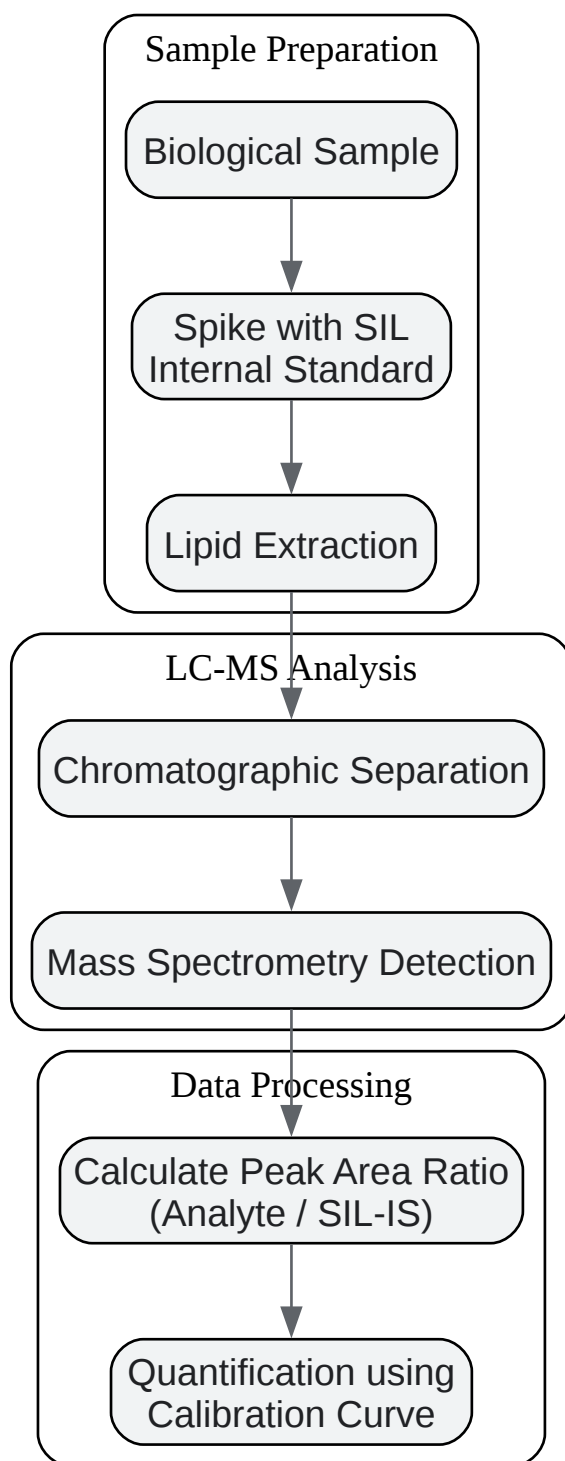 Sample Preparation
Biological Sample
Spike with SIL
Internal Standard
Lipid Extraction
LC-MS Analysis
Chromatographic Separation
Mass Spectrometry Detection
Data Processing
Calculate Peak Area Ratio
(Analyte / SIL-IS)
Quantification using
Calibration Curve